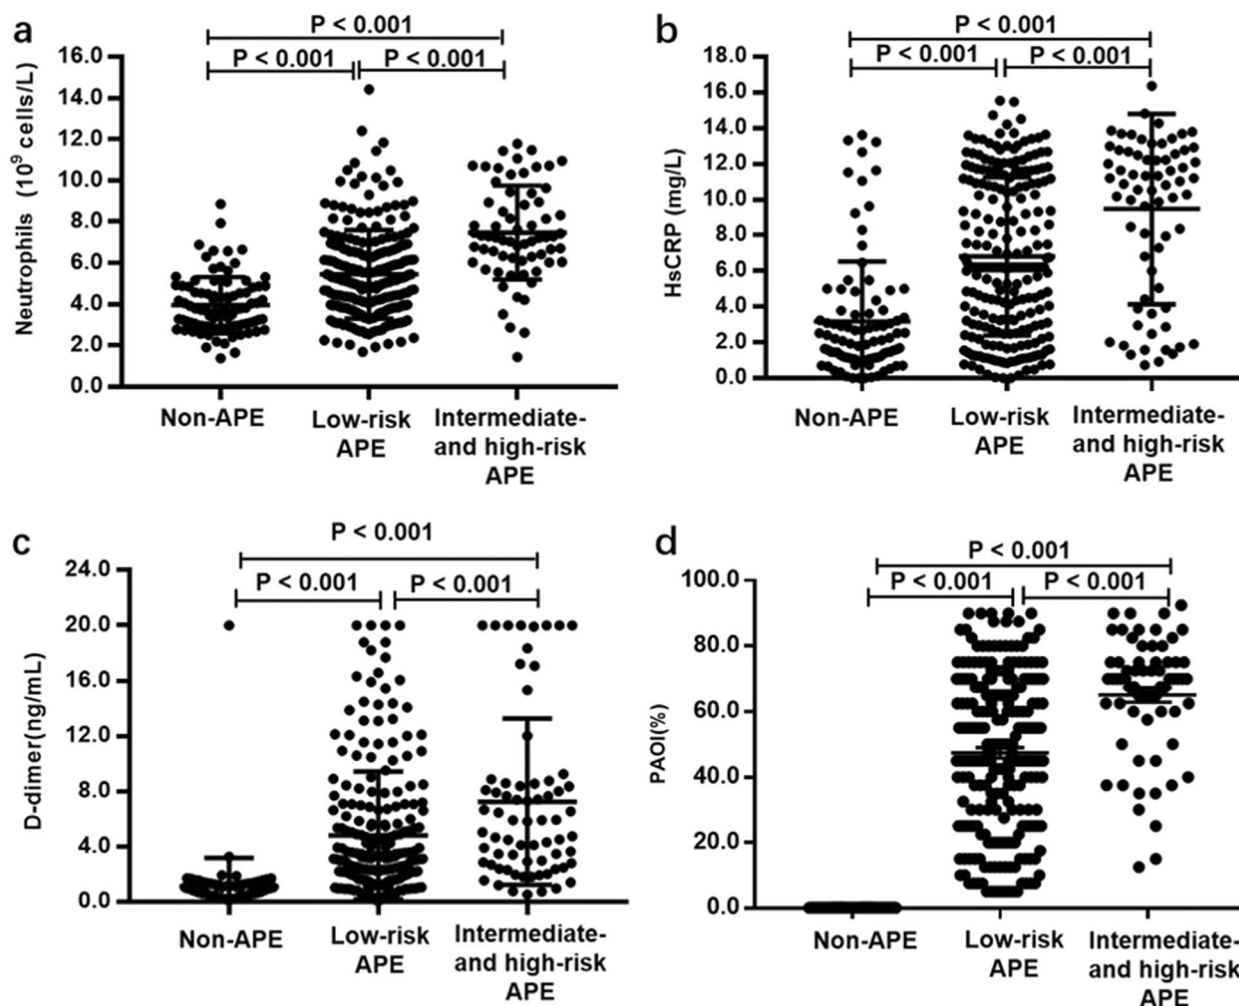 a
P < 0.001
P < 0.001 P < 0.001
Neutrophils (10⁹ cells/L)
16.0
14.0
12.0
10.0
8.0
6.0
4.0
2.0
0.0
Non-APE
Low-risk
APE
Intermediate-
and high-risk
APE
b
P < 0.001
P < 0.001 P < 0.001
HsCRP (mg/L)
18.0
16.0
14.0
12.0
10.0
8.0
6.0
4.0
2.0
0.0
Non-APE
Low-risk
APE
Intermediate-
and high-risk
APE
c
P < 0.001
P < 0.001 P < 0.001
D-dimer(ng/mL)
24.0
20.0
16.0
12.0
8.0
4.0
0.0
Non-APE
Low-risk
APE
Intermediate-
and high-risk
APE
d
P < 0.001
P < 0.001 P < 0.001
PAOI(%)
100.0
80.0
60.0
40.0
20.0
0.0
Non-APE
Low-risk
APE
Intermediate-
and high-risk
APE